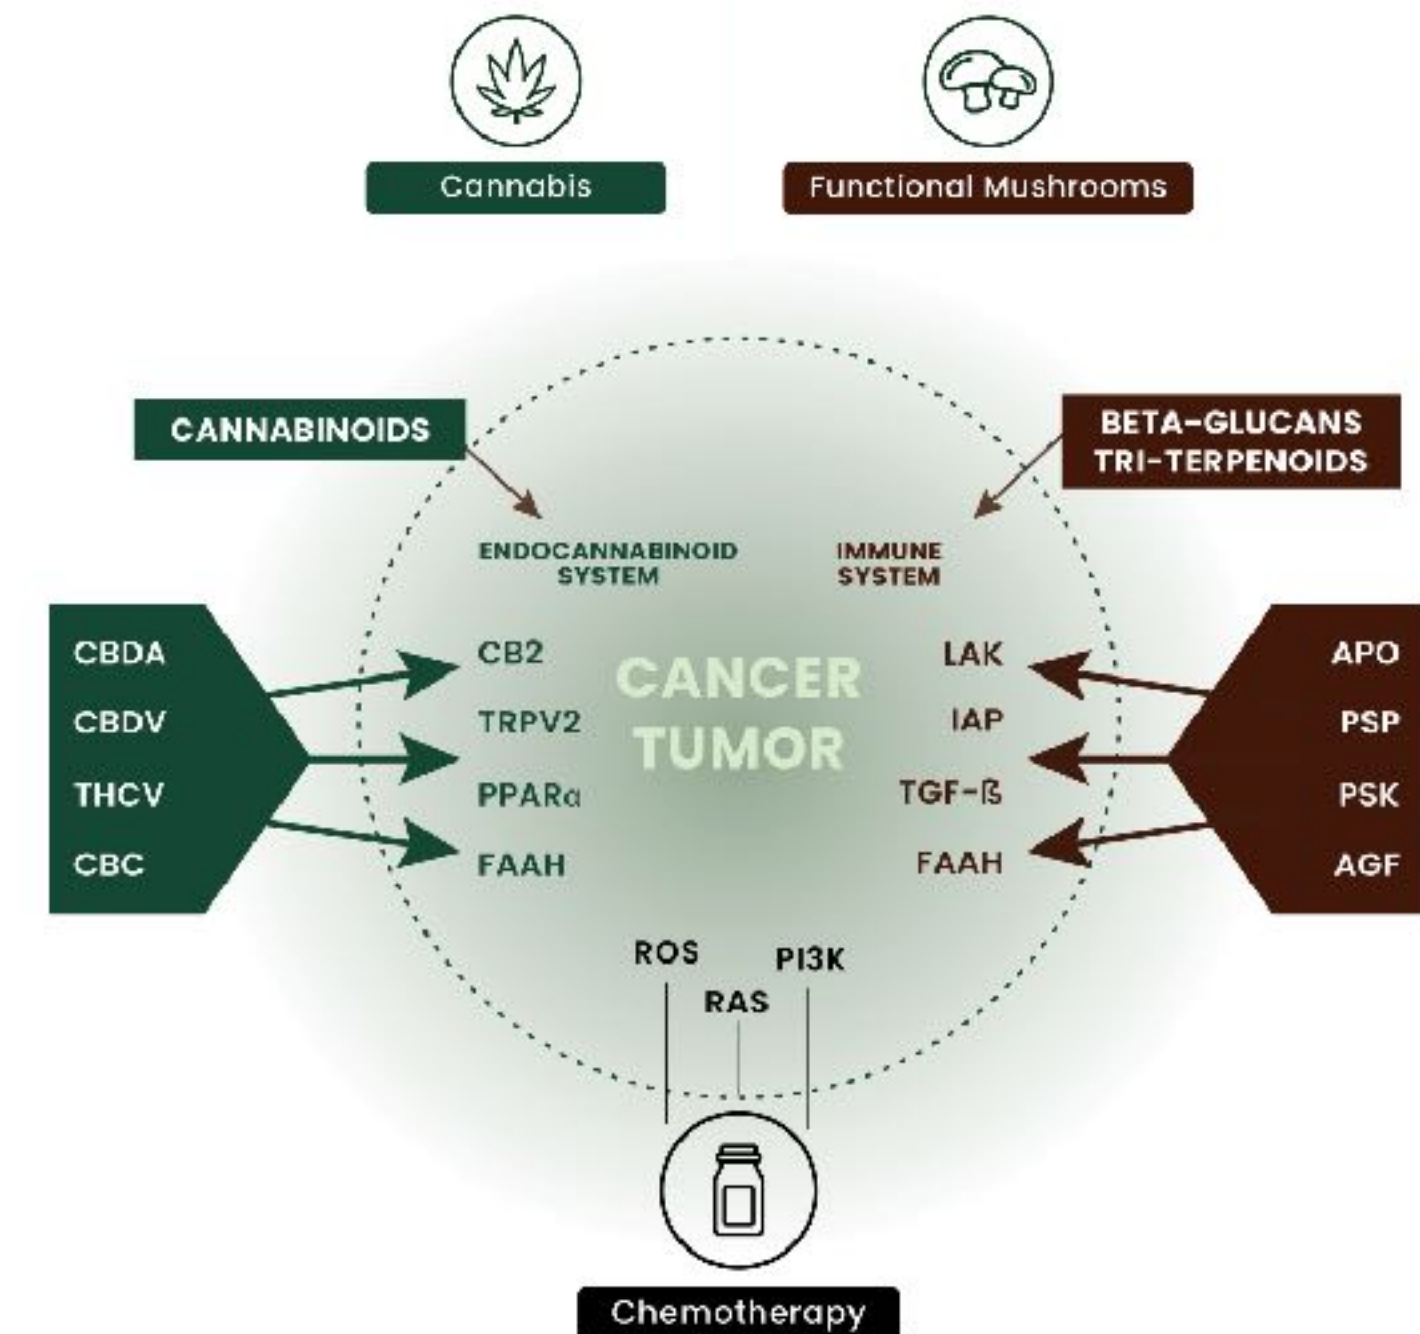 Cannabis
Functional Mushrooms
CANNABINOIDS
BETA-GLUCANS
TRI-TERPENOIDS
ENDOCANNABINOID
SYSTEM
IMMUNE
SYSTEM
CBDA
CBDV
THCV
CBC
CB2
TRPV2
PPARα
FAAH
CANCER
TUMOR
LAK
IAP
TGF-ß
FAAH
APO
PSP
PSK
AGF
ROS
PI3K
RAS
Chemotherapy